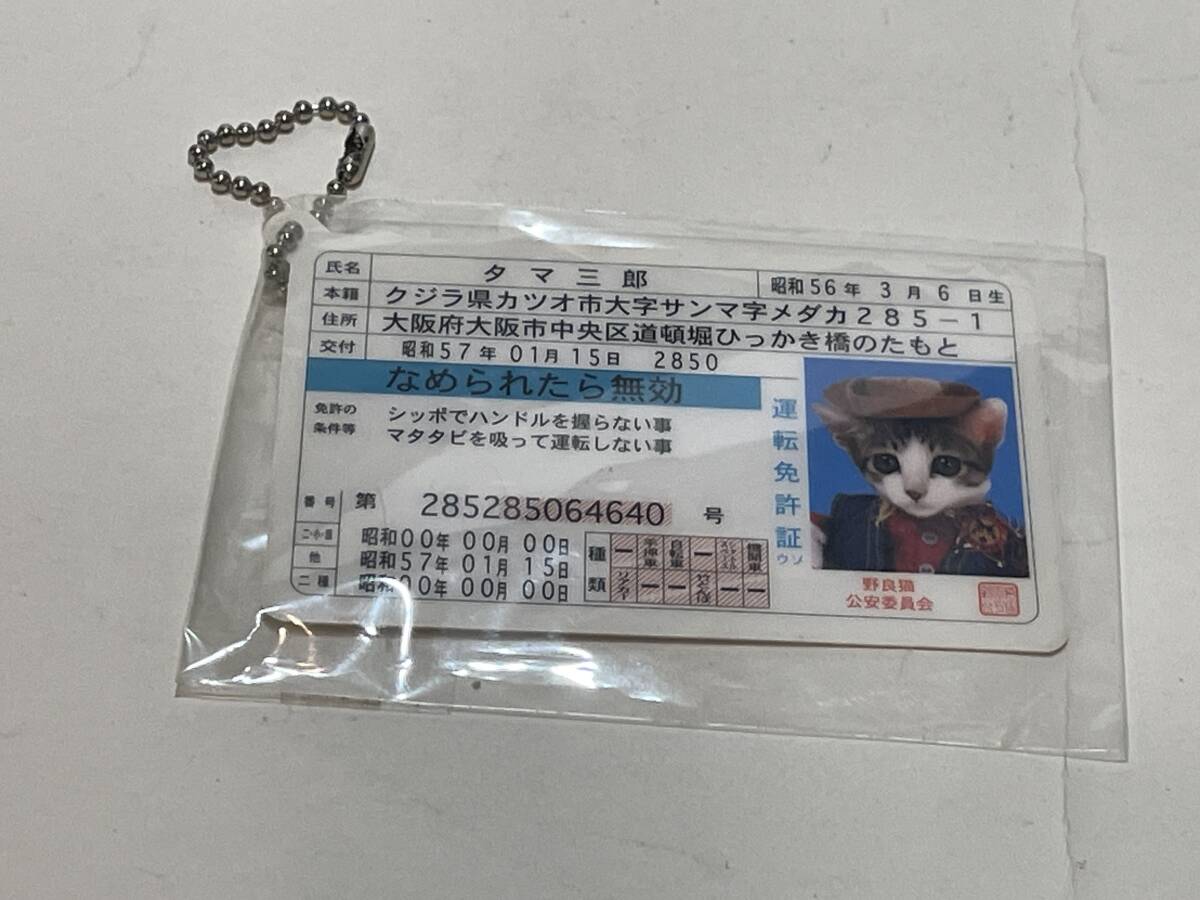 氏名 タマ三郎 昭和56年 3月 6日生
本籍 クジラ県カツオ市大字サンマ字メダカ285-1
住所 大阪府大阪市中央区道頓堀ひっかき橋のたもと
交付 昭和57年01月15日 2850
なめられたら無効
免許の
条件等
シッポでハンドルを握らない事
マタタビを吸って運転しない事
運転免許証
ウソ
番号 第 285285064640 号
昭和00年00月00日
他 昭和57年01月15日
二種 昭和00年00月00日
種類
自転車
野良猫
公安委員会